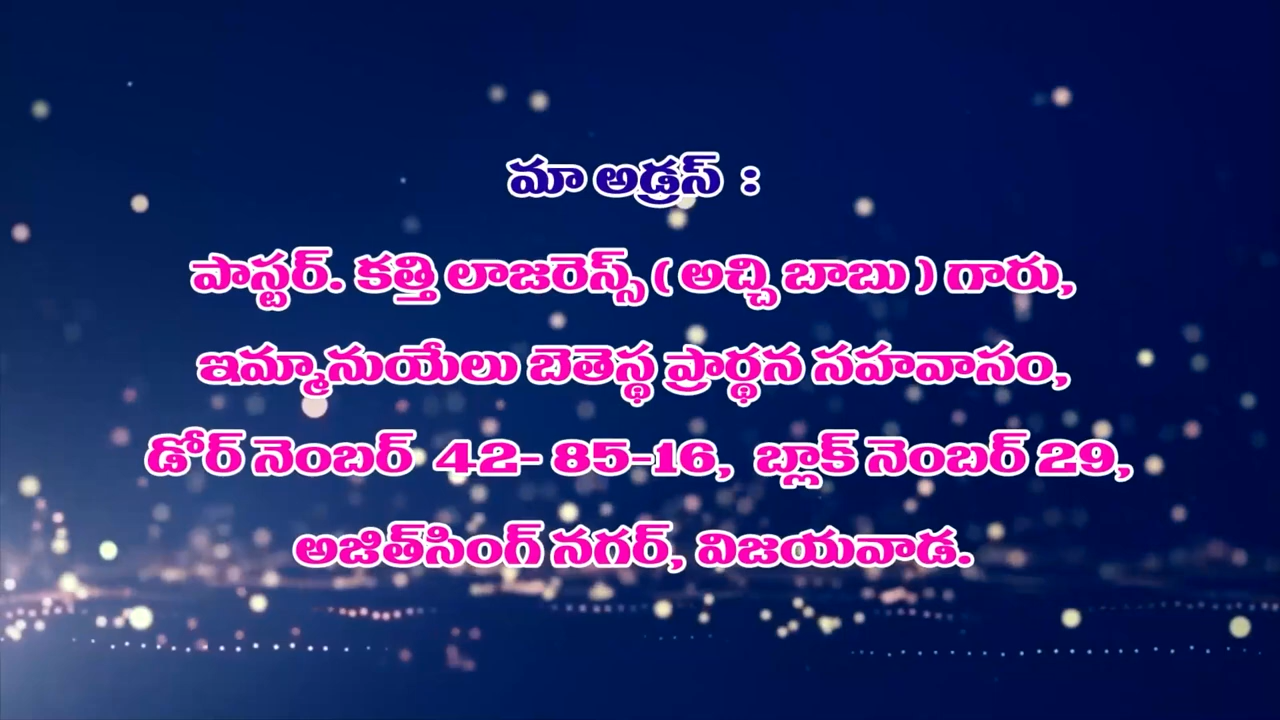 మా అడ్రస్ :
పాస్టర్. కత్తి లాజరెన్స్ ( అచ్చి బాబు ) గారు,
ఇమ్మానుయేలు బెతెస్థ ప్రార్థన సహవాసం,
డోర్ నెంబర్ 42- 85-16, బ్లాక్ నెంబర్ 29,
అజిత్‌సింగ్ నగర్, విజయవాడ.